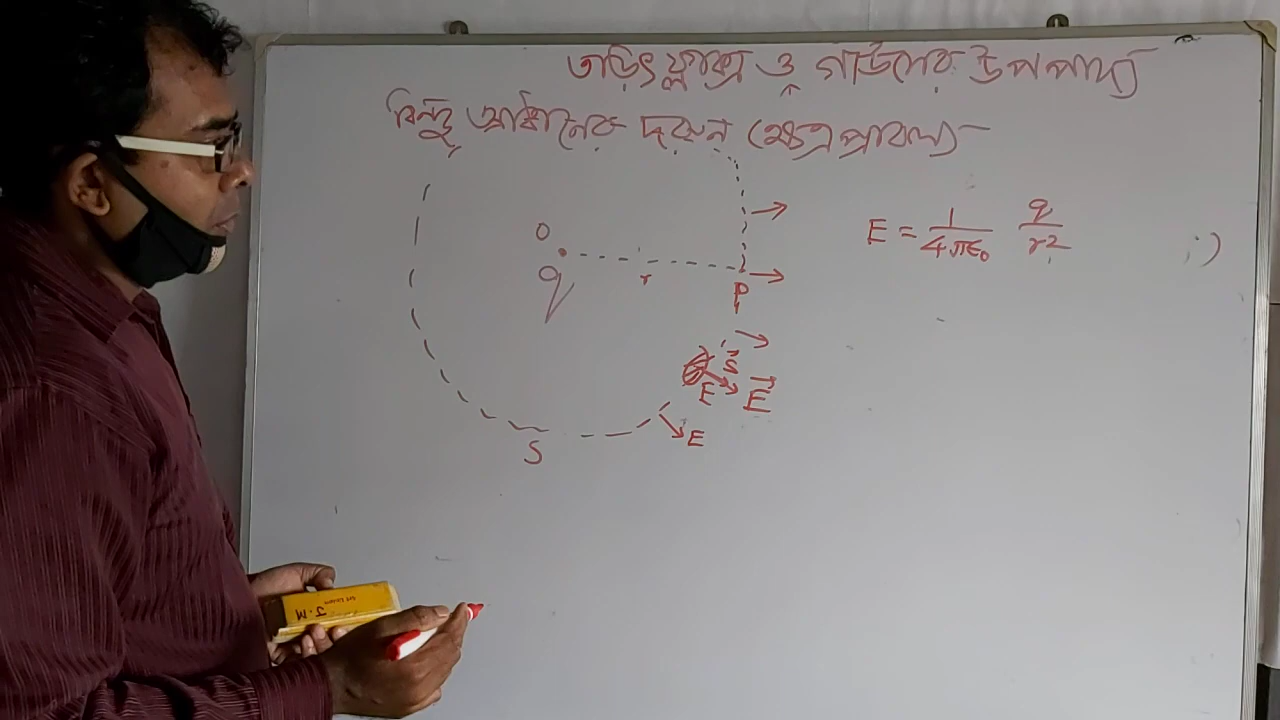 তড়িৎ ফ্লাক্স ও গাউসের উপপাদ্য
বিন্দু আধানের দরুন ক্ষেত্রপ্রাবল্য -
O
q
r
P
E = 1/4πϵ₀ q/r²
S⃗
E
E⃗
E
S
J.M